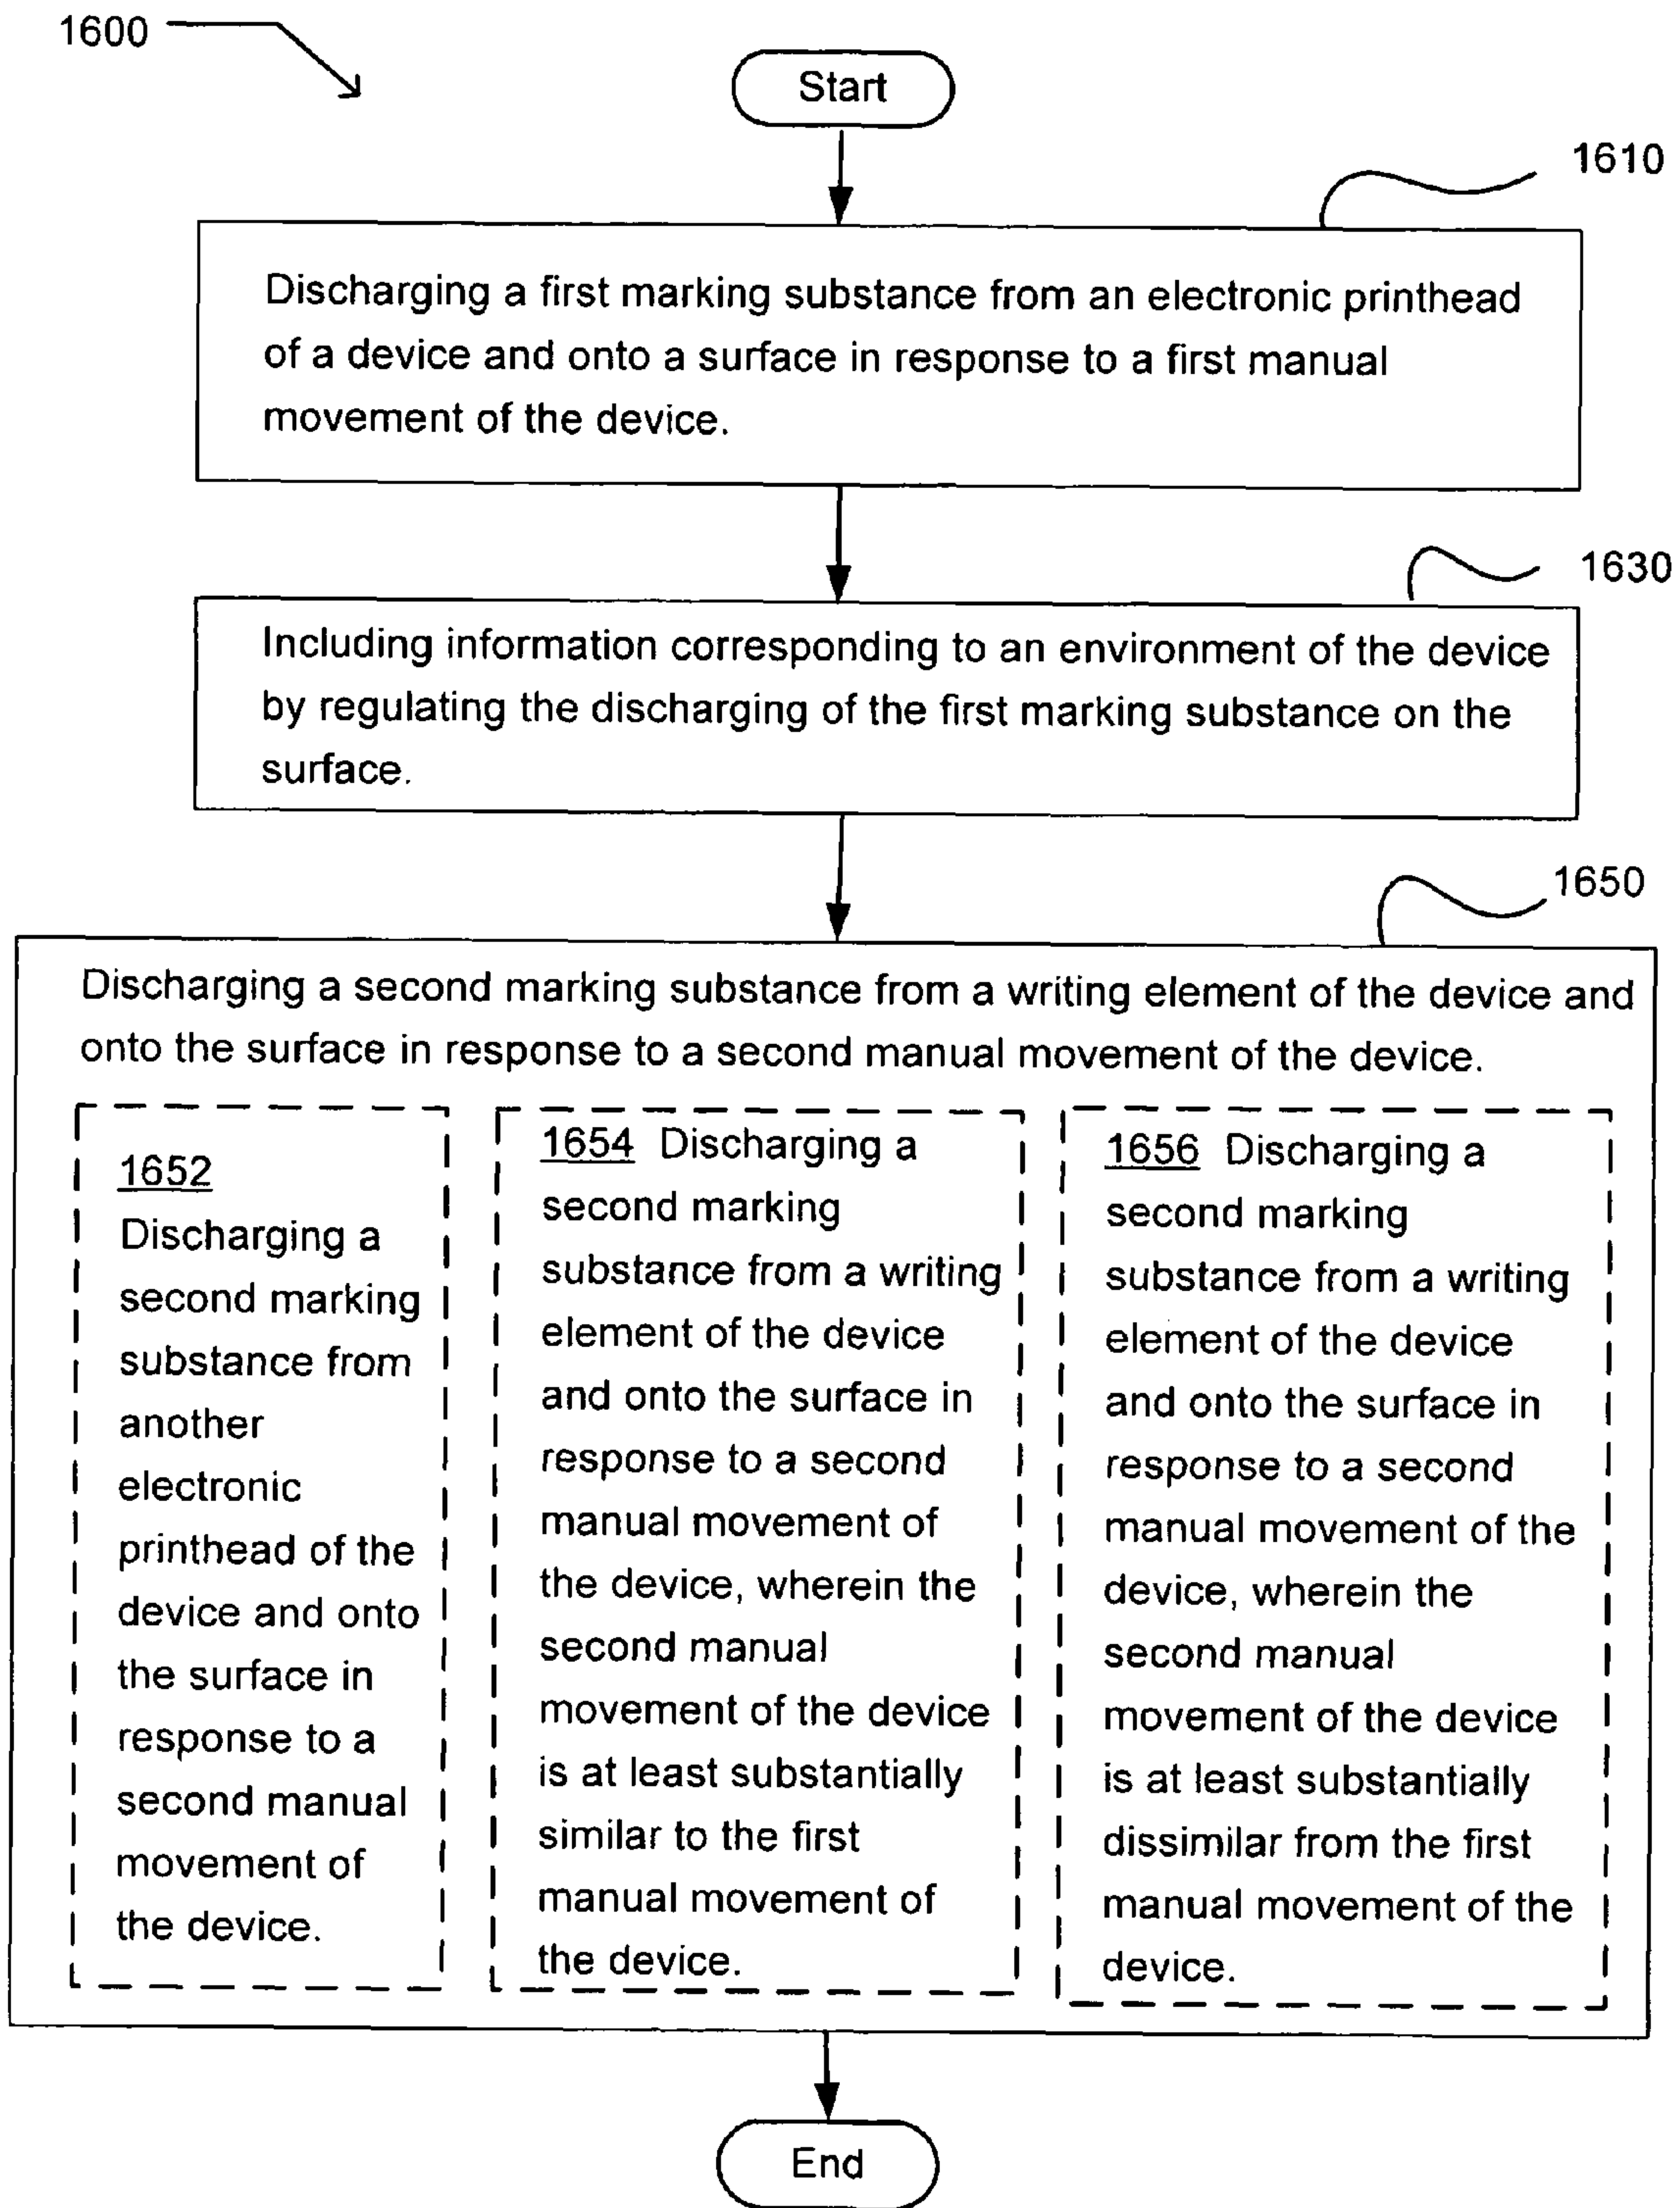 1600
Start
1610
Discharging a first marking substance from an electronic printhead
of a device and onto a surface in response to a first manual
movement of the device.
1630
Including information corresponding to an environment of the device
by regulating the discharging of the first marking substance on the
surface.
1650
Discharging a second marking substance from a writing element of the device and
onto the surface in response to a second manual movement of the device.
1652
Discharging a
second marking
substance from
another
electronic
printhead of the
device and onto
the surface in
response to a
second manual
movement of
the device.
1654 Discharging a
second marking
substance from a writing
element of the device
and onto the surface in
response to a second
manual movement of
the device, wherein the
second manual
movement of the device
is at least substantially
similar to the first
manual movement of
the device.
1656 Discharging a
second marking
substance from a writing
element of the device
and onto the surface in
response to a second
manual movement of the
device, wherein the
second manual
movement of the device
is at least substantially
dissimilar from the first
manual movement of the
device.
End